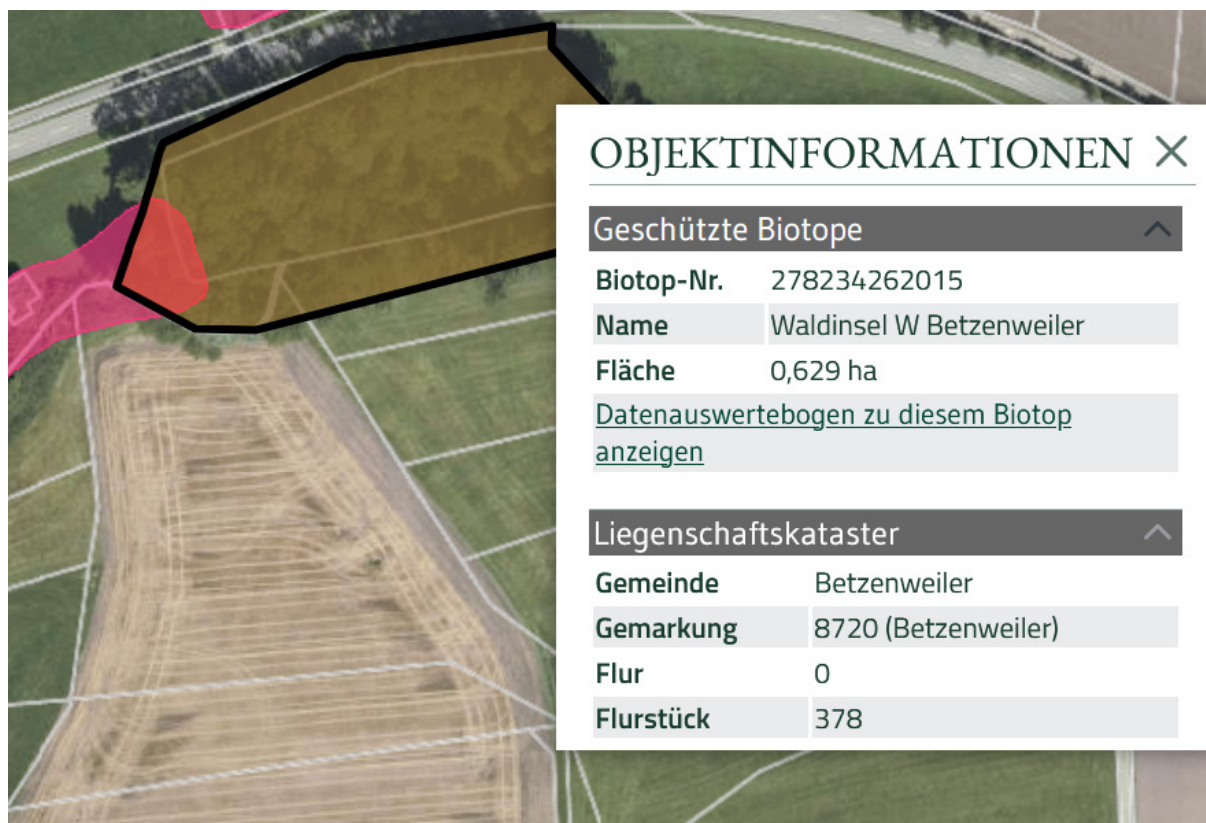 OBJEKTINFORMATIONEN
Geschützte Biotope
Biotop-Nr. 278234262015
Name Waldinsel W Betzenweiler
Fläche 0,629 ha
Datenauswertebogen zu diesem Biotop
anzeigen
Liegenschaftskataster
Gemeinde Betzenweiler
Gemarkung 8720 (Betzenweiler)
Flur 0
Flurstück 378